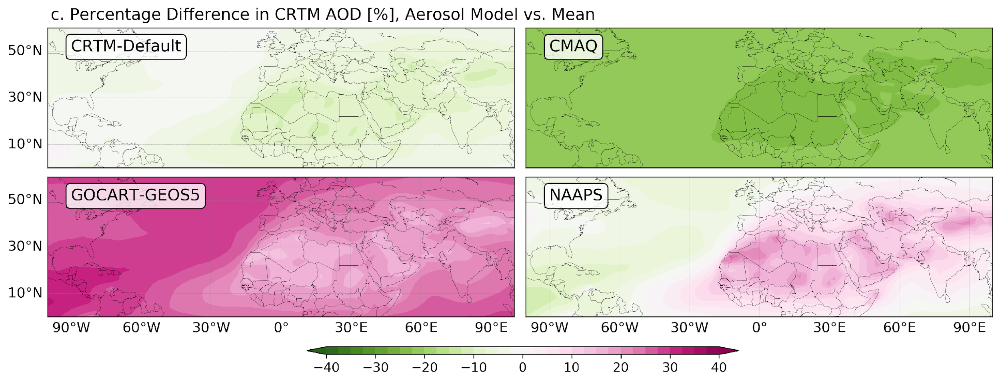 c. Percentage Difference in CRTM AOD [%], Aerosol Model vs. Mean
CRTM-Default
CMAQ
50°N
30°N
10°N
GOCART-GEOS5
NAAPS
50°N
30°N
10°N
90°W 60°W 30°W 0° 30°E 60°E 90°E
90°W 60°W 30°W 0° 30°E 60°E 90°E
−40 −30 −20 −10 0 10 20 30 40